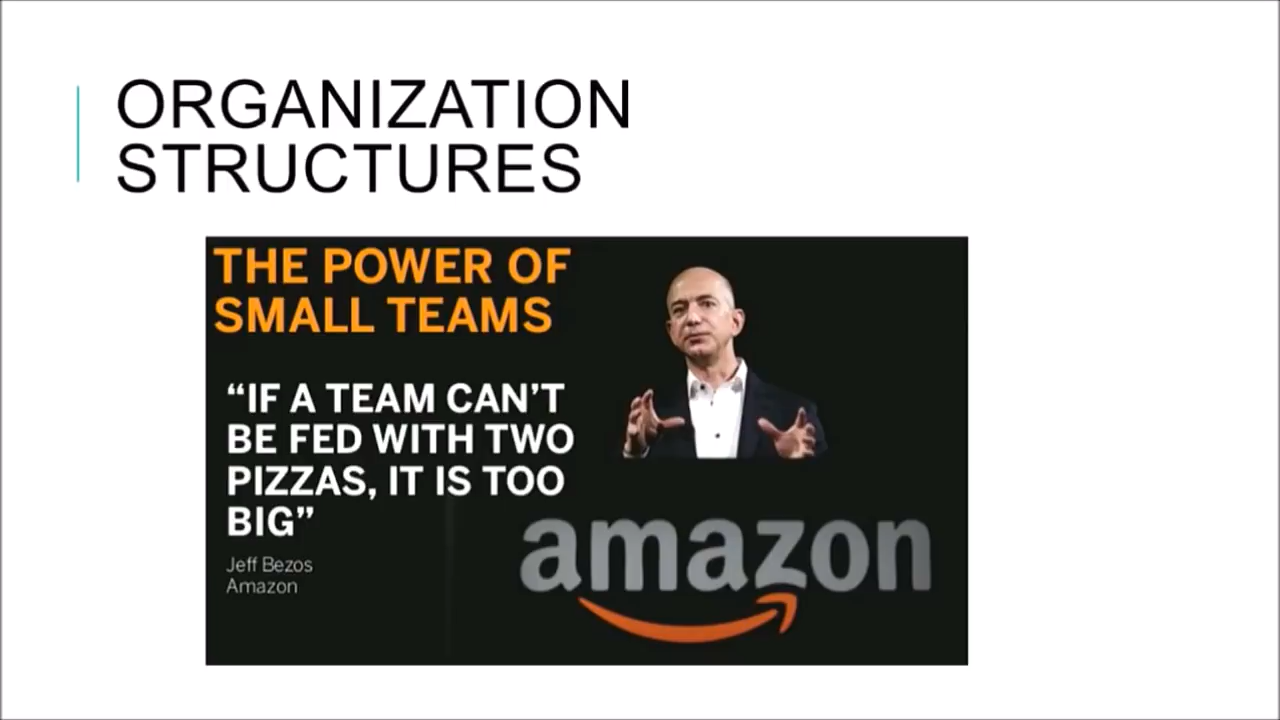 ORGANIZATION
STRUCTURES
THE POWER OF
SMALL TEAMS
“IF A TEAM CAN’T
BE FED WITH TWO
PIZZAS, IT IS TOO
BIG”
Jeff Bezos
Amazon
amazon